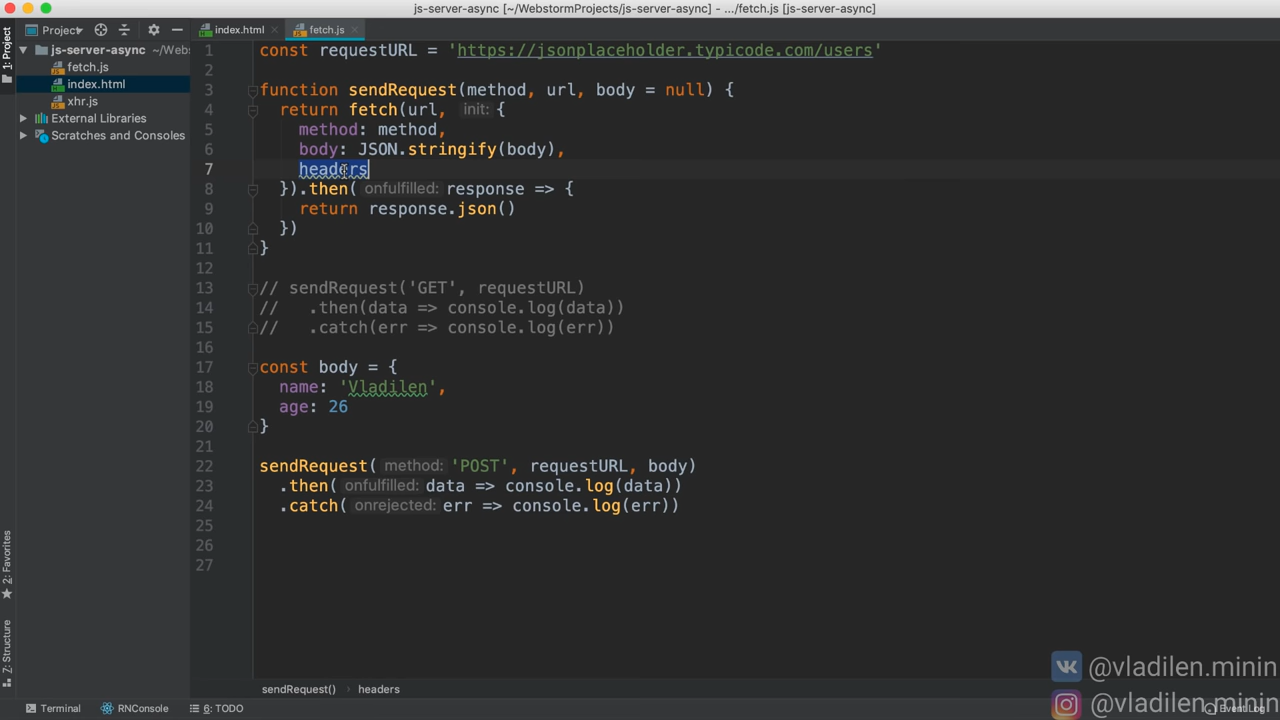 js-server-async [~/WebstormProjects/js-server-async] - .../fetch.js [js-server-async]
1: Project
Project
index.html
fetch.js
js-server-async ~/Webs
fetch.js
index.html
xhr.js
External Libraries
Scratches and Consoles
1 const requestURL = 'https://jsonplaceholder.typicode.com/users'
2
3 function sendRequest(method, url, body = null) {
4 return fetch(url, init: {
5 method: method,
6 body: JSON.stringify(body),
7 headers
8 }).then( onfulfilled: response => {
9 return response.json()
10 })
11 }
12
13 // sendRequest('GET', requestURL)
14 // .then(data => console.log(data))
15 // .catch(err => console.log(err))
16
17 const body = {
18 name: 'Vladilen',
19 age: 26
20 }
21
22 sendRequest( method: 'POST', requestURL, body)
23 .then( onfulfilled: data => console.log(data))
24 .catch( onrejected: err => console.log(err))
25
26
27
2: Favorites
7: Structure
sendRequest() headers
@vladilen.minin
@vladilen.minin
Terminal
RNConsole
6: TODO
Event Log